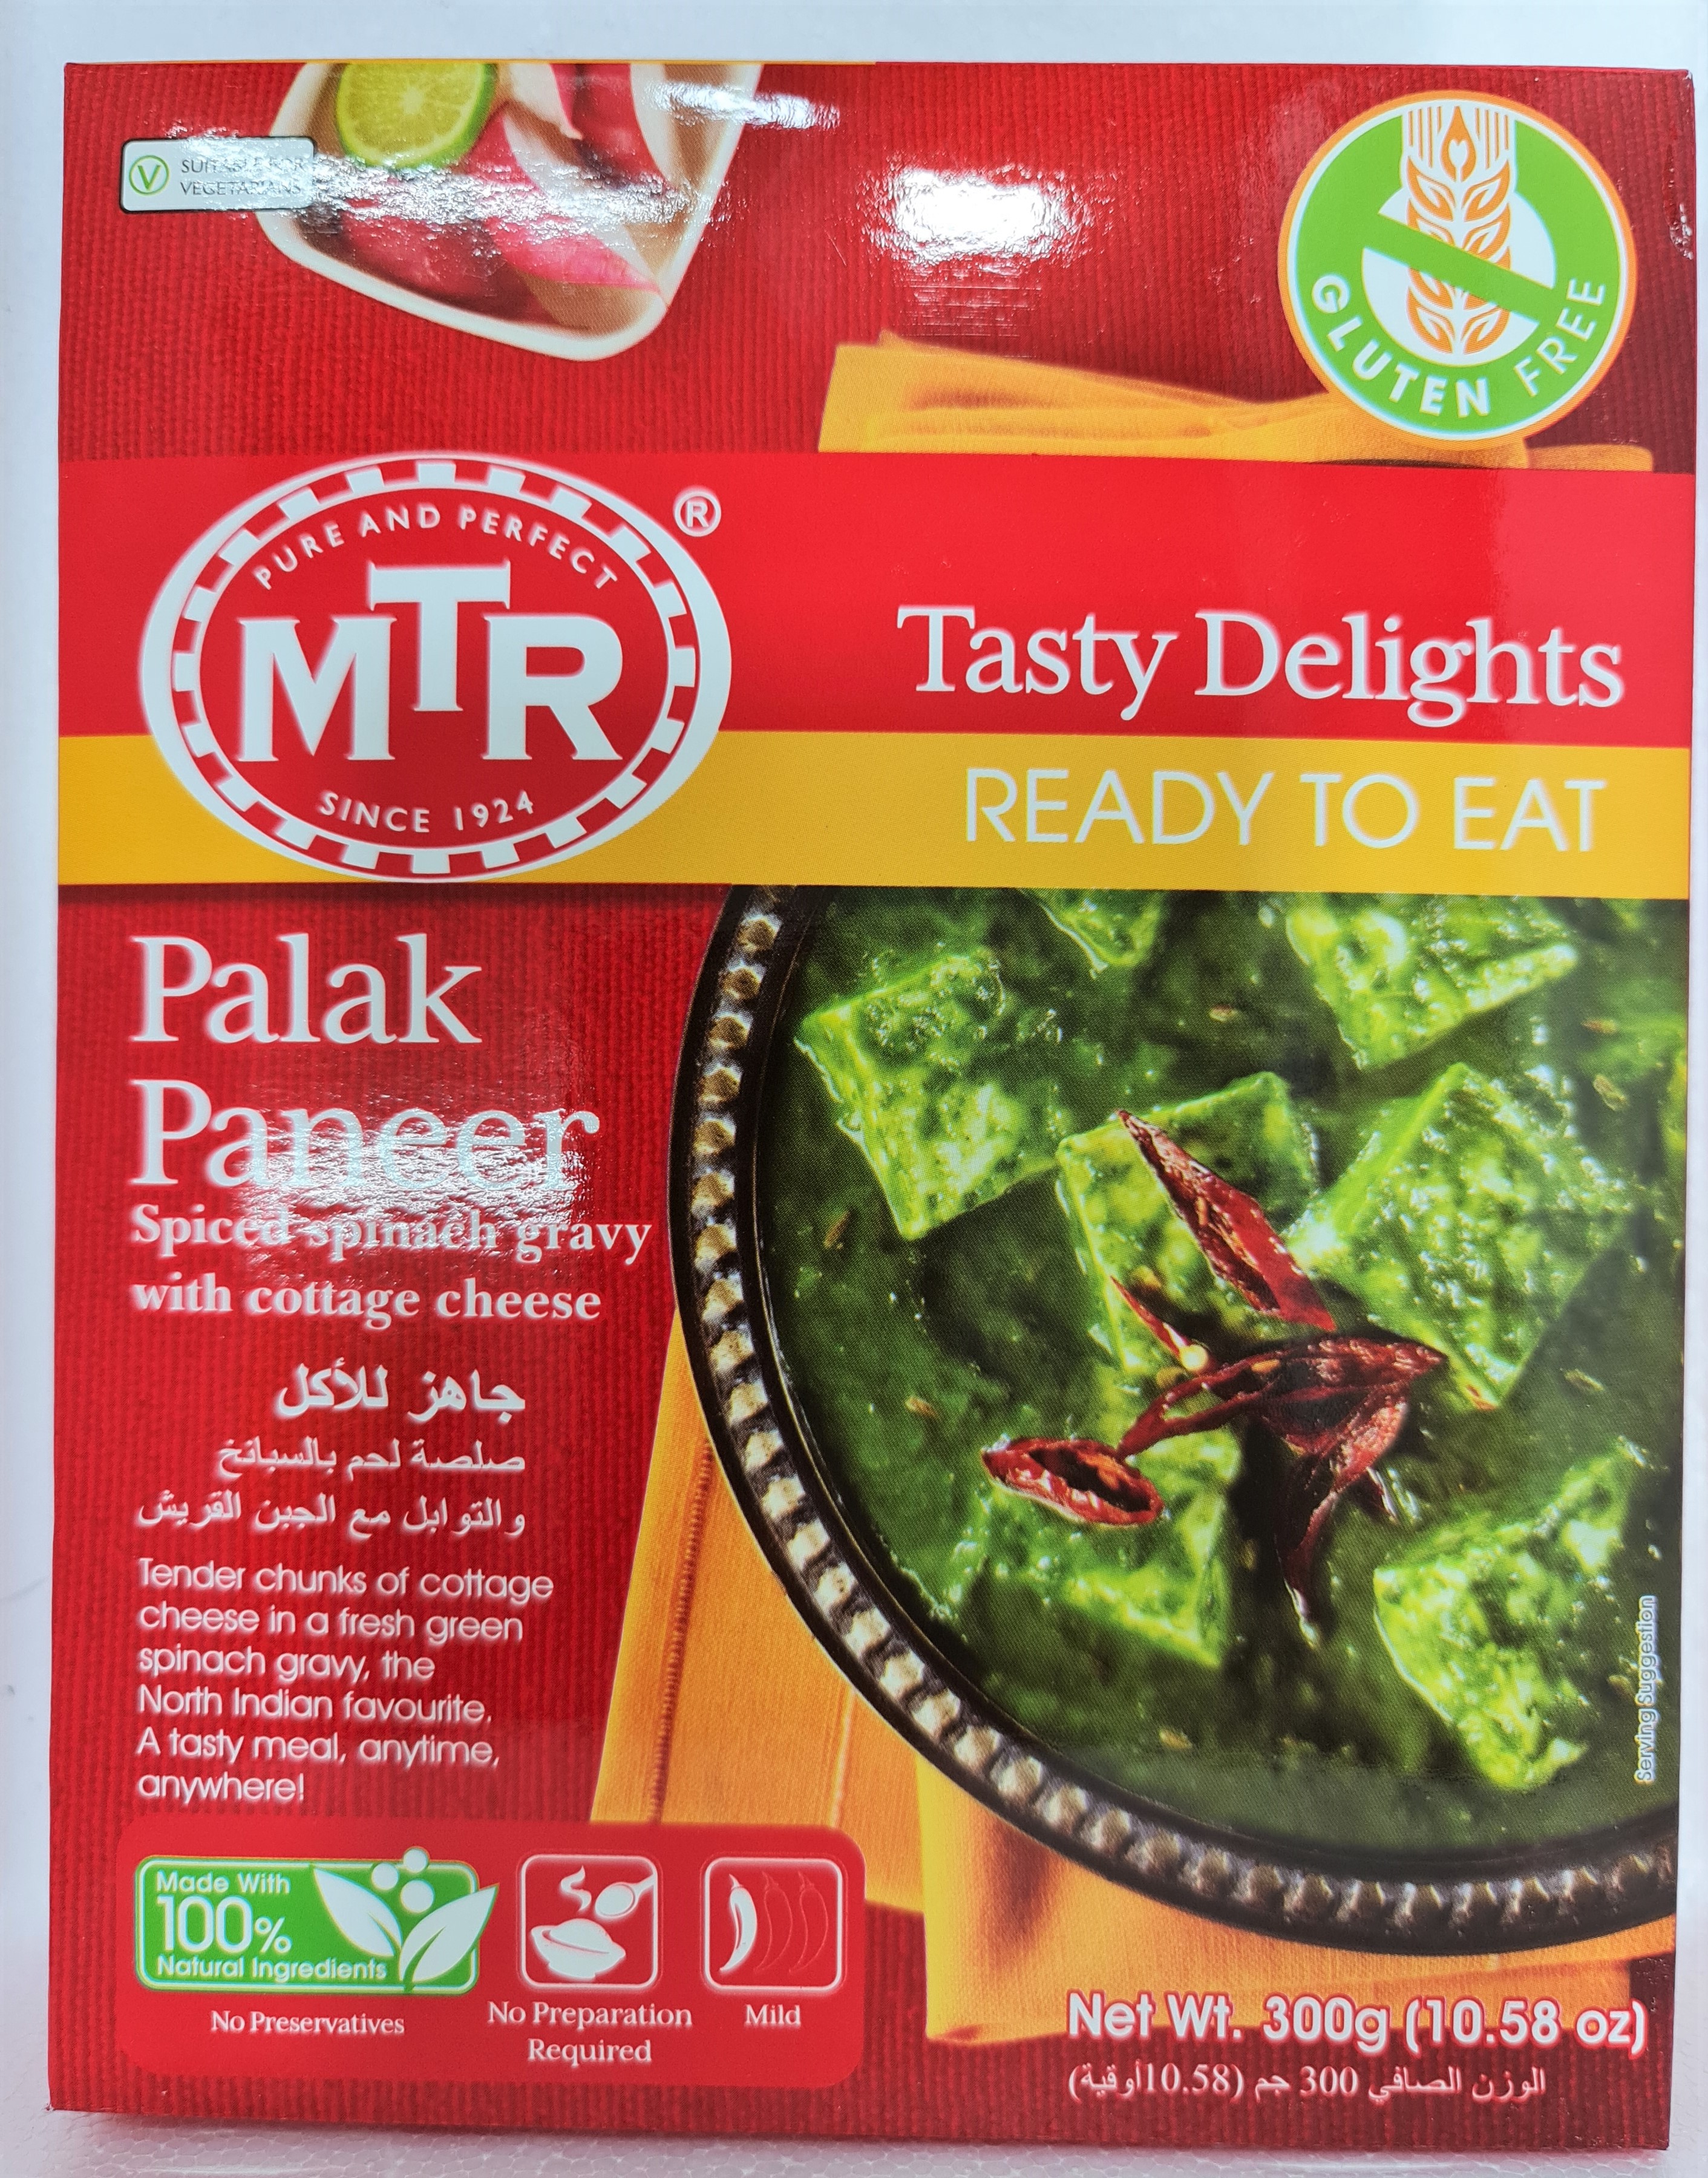 SUITABLE FOR
VEGETARIANS
GLUTEN FREE
PURE AND PERFECT
®
MTR
SINCE 1924
Tasty Delights
READY TO EAT
Palak
Paneer
Spiced spinach gravy
with cottage cheese
جاهز للأكل
صلصة لحم بالسبانخ
والتوابل مع الجبن القريش
Tender chunks of cottage
cheese in a fresh green
spinach gravy, the
North Indian favourite.
A tasty meal, anytime,
anywhere!
Serving Suggestion
Made With
100%
Natural Ingredients
No Preservatives
No Preparation
Required
Mild
Net Wt. 300g (10.58 oz)
الوزن الصافي 300 جم (10.58أوقية)